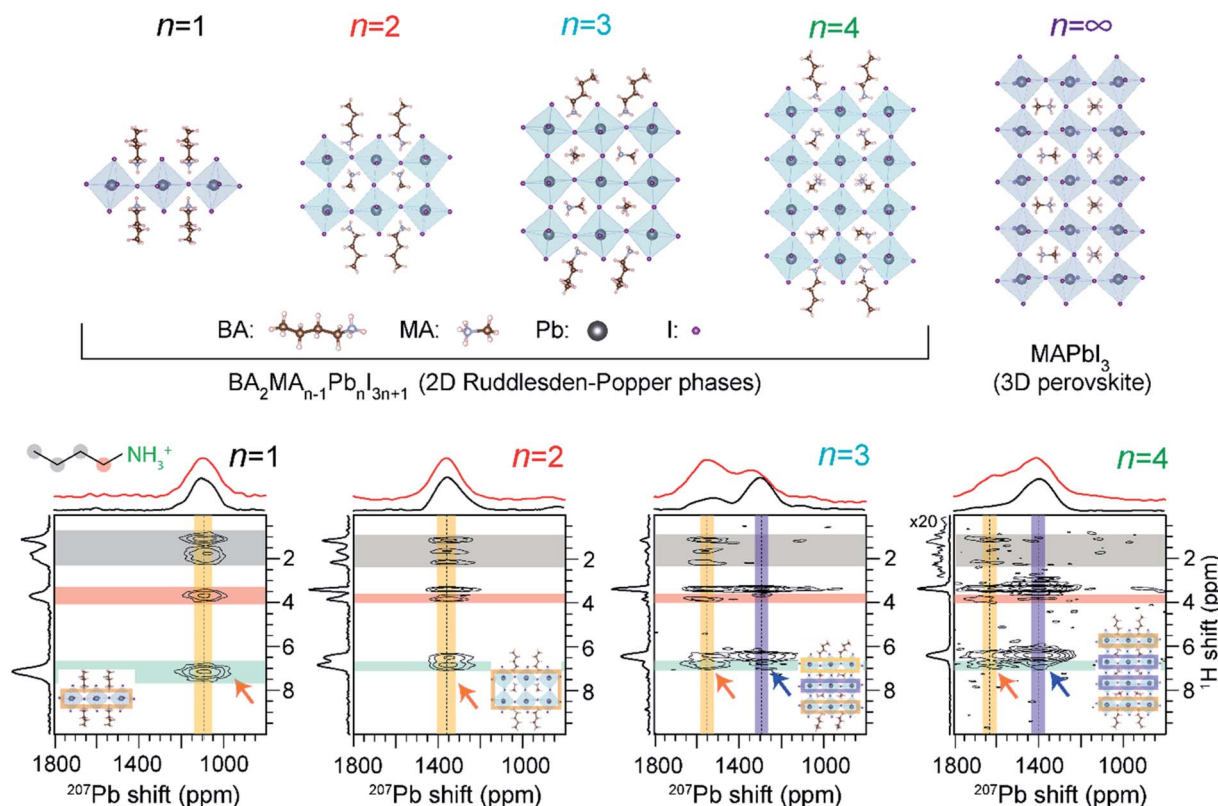 n=1
n=2
n=3
n=4
n=∞
BA:
MA:
Pb:
I:
BA₂MAₙ₋₁PbₙI₃ₙ₊₁ (2D Ruddlesden-Popper phases)
MAPbI₃
(3D perovskite)
NH₃⁺
n=1
n=2
n=3
n=4
x20
2
4
6
8
2
4
6
8
2
4
6
8
2
4
6
8
¹H shift (ppm)
1800 1400 1000
1800 1400 1000
1800 1400 1000
1800 1400 1000
²⁰⁷Pb shift (ppm)
²⁰⁷Pb shift (ppm)
²⁰⁷Pb shift (ppm)
²⁰⁷Pb shift (ppm)